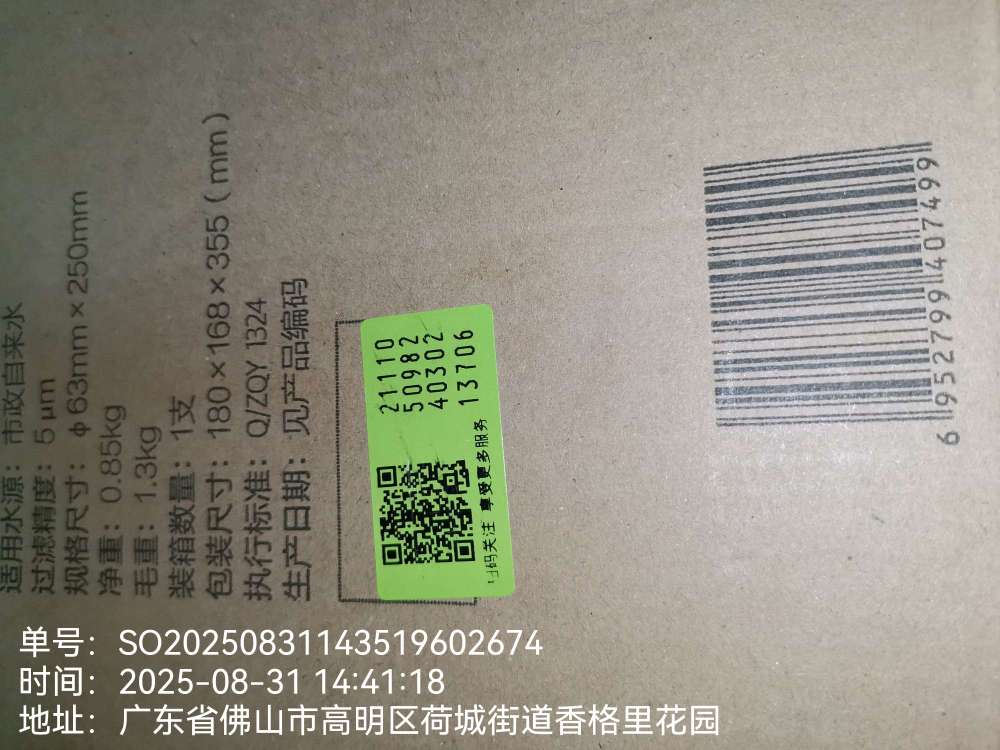 适用水源：市政自来水
过滤精度：5μm
规格尺寸：φ63mm×250mm
净重：0.85kg
毛重：1.3kg
装箱数量：1支
包装尺寸：180×168×355（mm）
执行标准：Q/ZQY 1324
生产日期：见产品编码
21110
50982
40302
13706
扫码关注 享受更多服务
6952799407499
单号：SO20250831143519602674
时间：2025-08-31 14:41:18
地址：广东省佛山市高明区荷城街道香格里花园